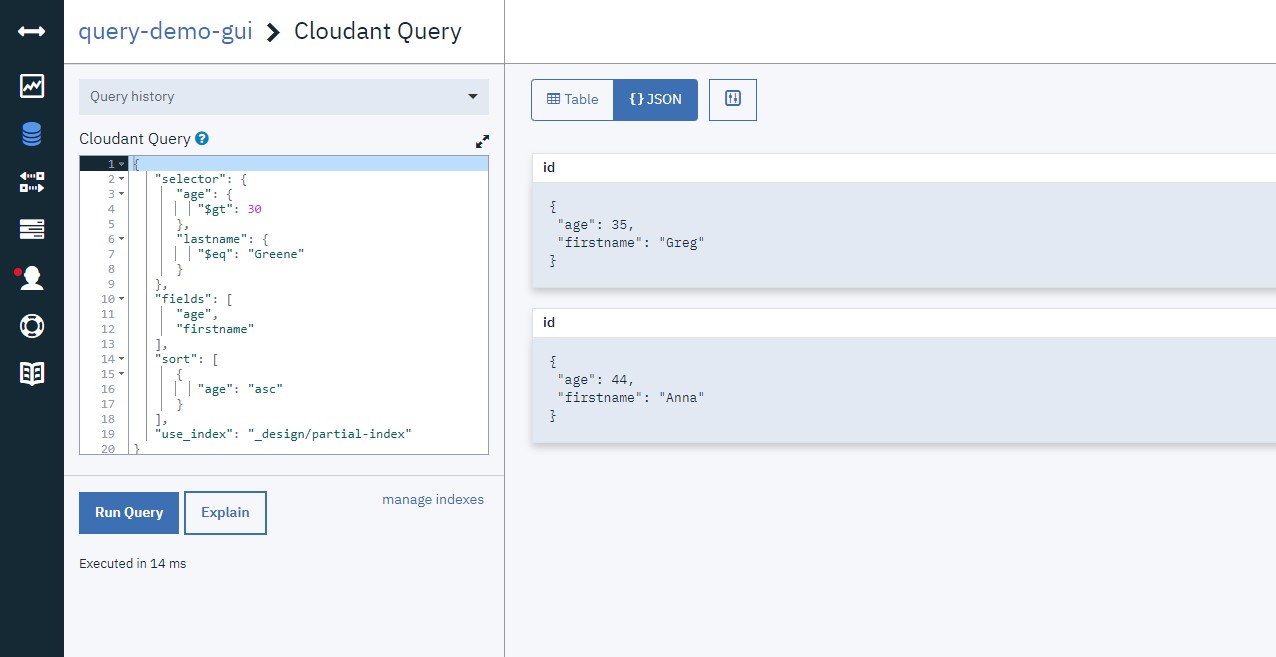 query-demo-gui Cloudant Query
Query history
Cloudant Query
1 {
2 "selector": {
3 "age": {
4 "$gt": 30
5 },
6 "lastname": {
7 "$eq": "Greene"
8 }
9 },
10 "fields": [
11 "age",
12 "firstname"
13 ],
14 "sort": [
15 {
16 "age": "asc"
17 }
18 ],
19 "use_index": "_design/partial-index"
20 }
Run Query Explain manage indexes
Executed in 14 ms
Table {} JSON
id
{
"age": 35,
"firstname": "Greg"
}
id
{
"age": 44,
"firstname": "Anna"
}